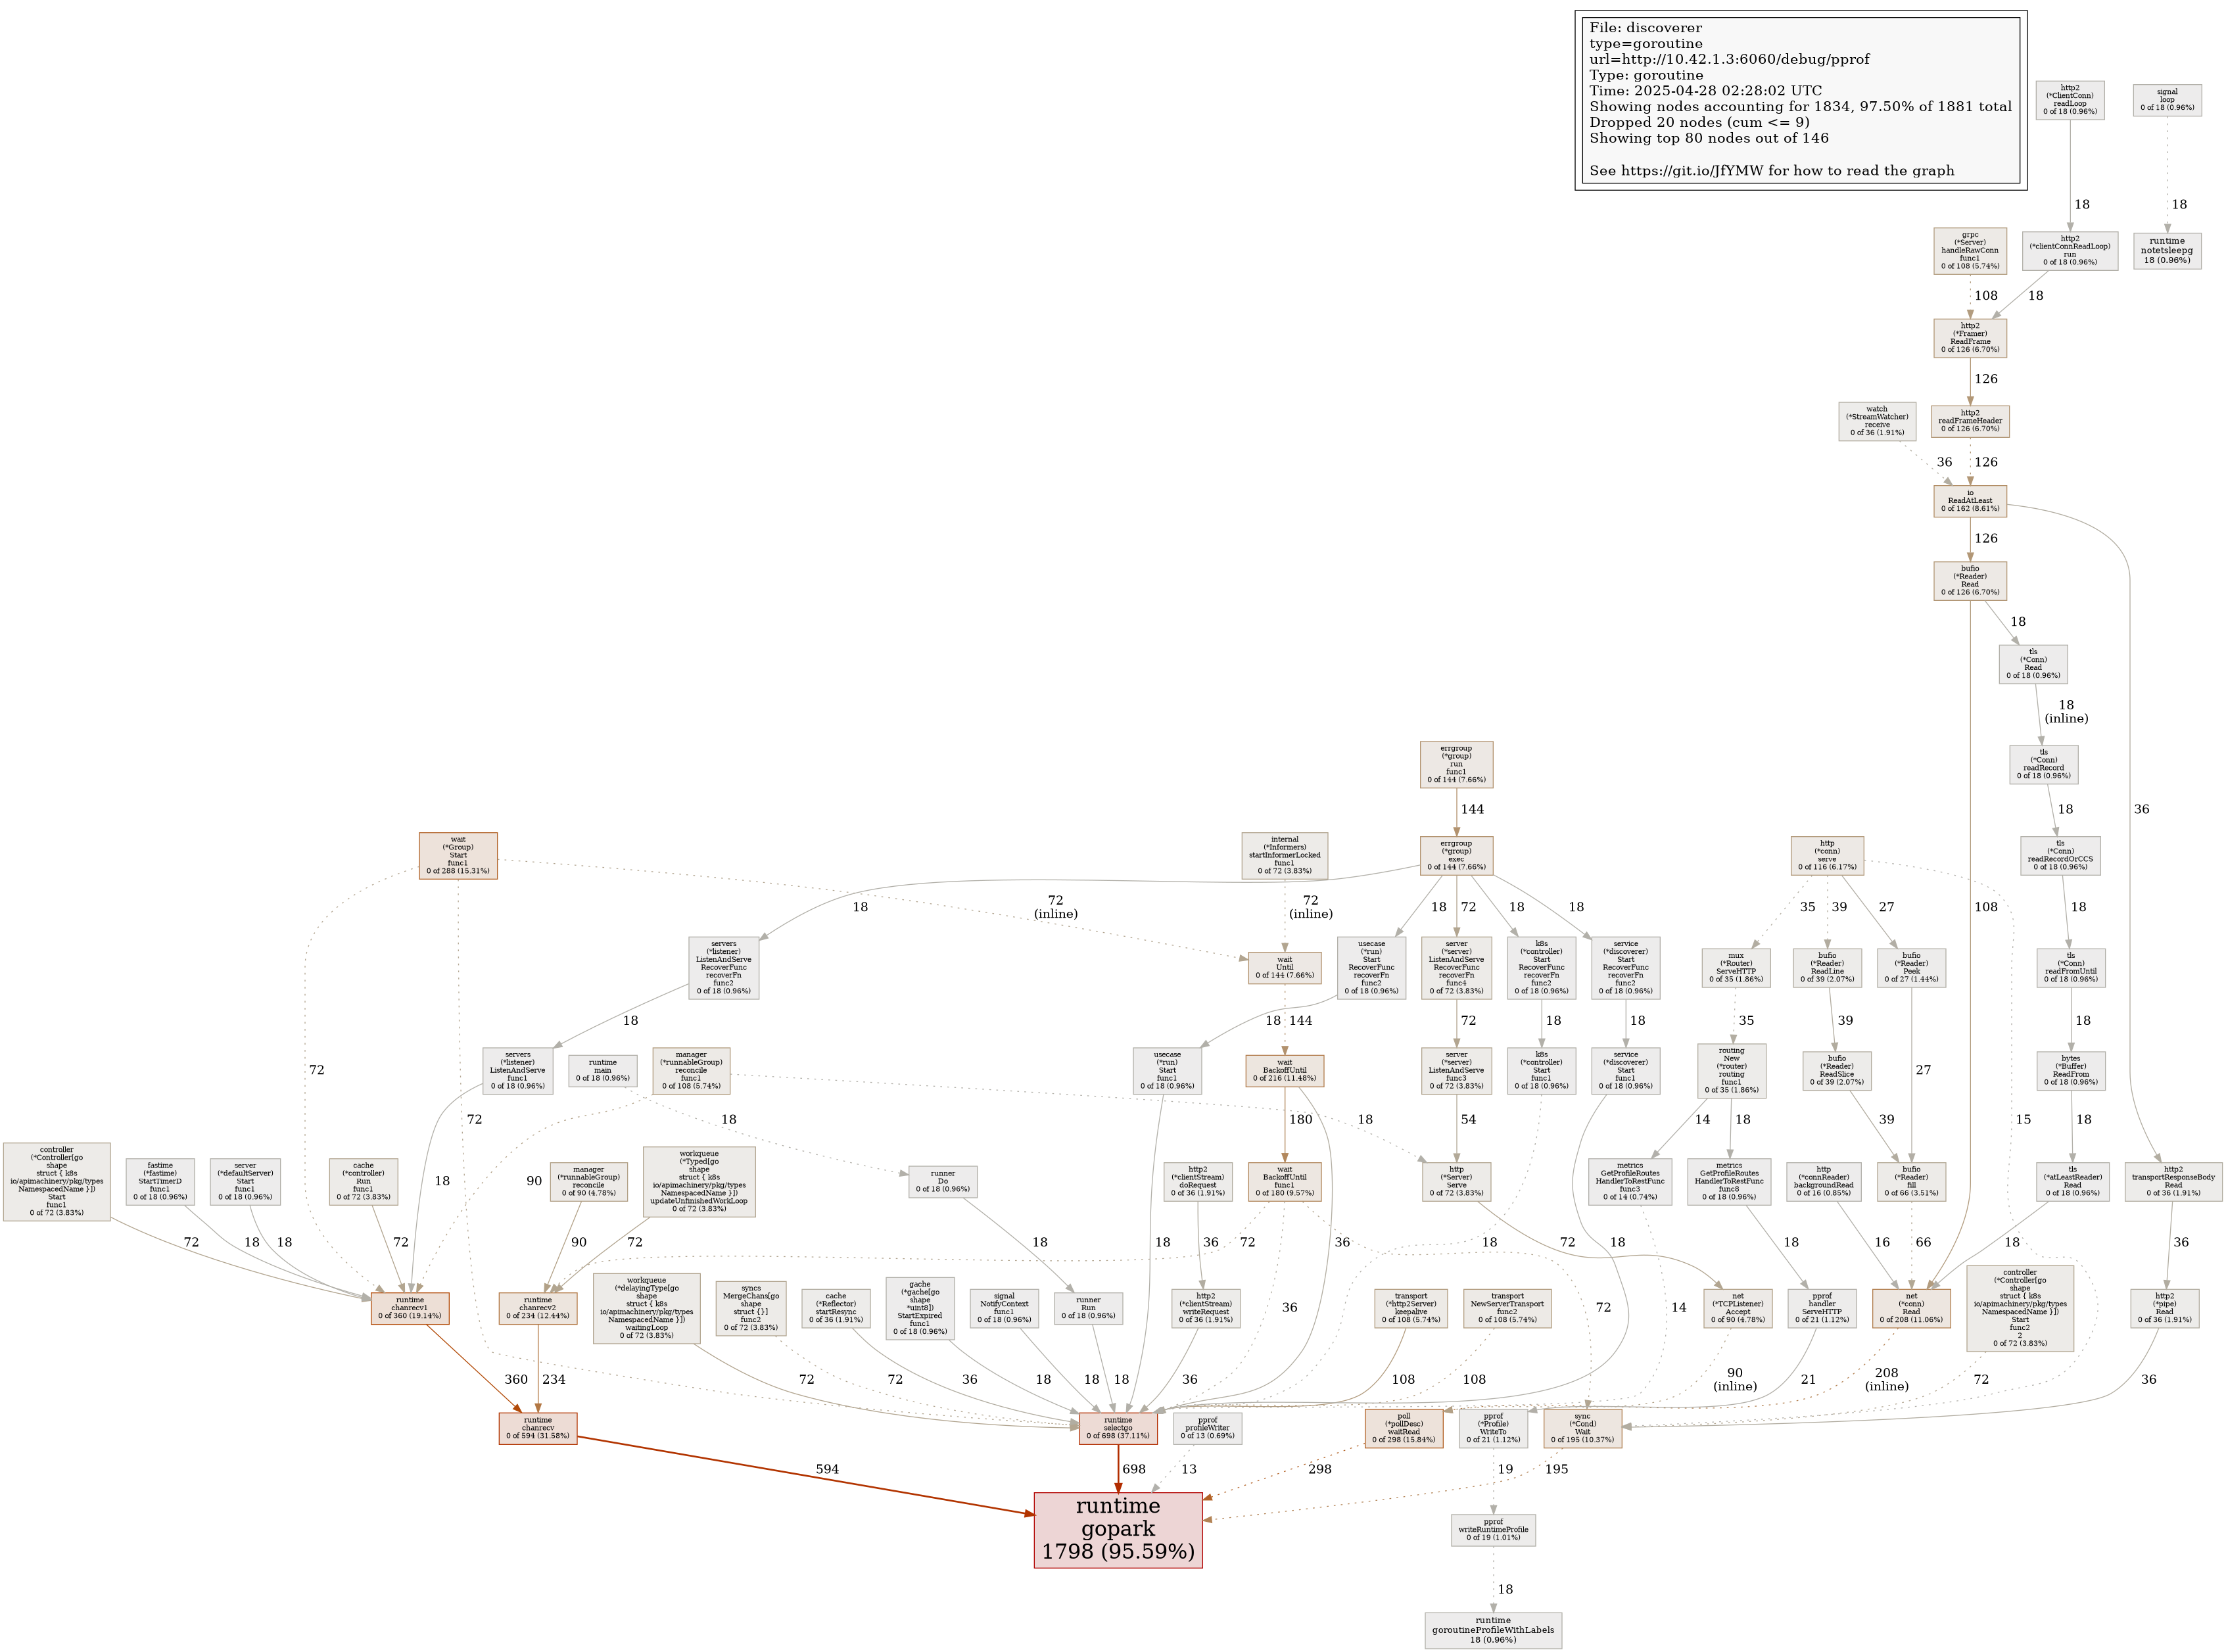 File: discoverer
type=goroutine
url=http://10.42.1.3:6060/debug/pprof
Type: goroutine
Time: 2025-04-28 02:28:02 UTC
Showing nodes accounting for 1834, 97.50% of 1881 total
Dropped 20 nodes (cum <= 9)
Showing top 80 nodes out of 146
See https://git.io/JfYMW for how to read the graph
http2
(*ClientConn)
readLoop
0 of 18 (0.96%)
signal
loop
0 of 18 (0.96%)
18
18
grpc
(*Server)
handleRawConn
func1
0 of 108 (5.74%)
http2
(*clientConnReadLoop)
run
0 of 18 (0.96%)
runtime
notetsleepg
18 (0.96%)
108
18
http2
(*Framer)
ReadFrame
0 of 126 (6.70%)
126
watch
(*StreamWatcher)
receive
0 of 36 (1.91%)
http2
readFrameHeader
0 of 126 (6.70%)
36
126
io
ReadAtLeast
0 of 162 (8.61%)
126
bufio
(*Reader)
Read
0 of 126 (6.70%)
18
tls
(*Conn)
Read
0 of 18 (0.96%)
18
(inline)
errgroup
(*group)
run
func1
0 of 144 (7.66%)
tls
(*Conn)
readRecord
0 of 18 (0.96%)
144
18
36
wait
(*Group)
Start
func1
0 of 288 (15.31%)
internal
(*Informers)
startInformerLocked
func1
0 of 72 (3.83%)
errgroup
(*group)
exec
0 of 144 (7.66%)
http
(*conn)
serve
0 of 116 (6.17%)
tls
(*Conn)
readRecordOrCCS
0 of 18 (0.96%)
18
72
(inline)
72
(inline)
18
72
18
18
35
39
27
108
18
servers
(*listener)
ListenAndServe
RecoverFunc
recoverFn
func2
0 of 18 (0.96%)
wait
Until
0 of 144 (7.66%)
usecase
(*run)
Start
RecoverFunc
recoverFn
func2
0 of 18 (0.96%)
server
(*server)
ListenAndServe
RecoverFunc
recoverFn
func4
0 of 72 (3.83%)
k8s
(*controller)
Start
RecoverFunc
recoverFn
func2
0 of 18 (0.96%)
service
(*discoverer)
Start
RecoverFunc
recoverFn
func2
0 of 18 (0.96%)
mux
(*Router)
ServeHTTP
0 of 35 (1.86%)
bufio
(*Reader)
ReadLine
0 of 39 (2.07%)
bufio
(*Reader)
Peek
0 of 27 (1.44%)
tls
(*Conn)
readFromUntil
0 of 18 (0.96%)
18
18
144
72
18
18
35
39
18
72
servers
(*listener)
ListenAndServe
func1
0 of 18 (0.96%)
runtime
main
0 of 18 (0.96%)
manager
(*runnableGroup)
reconcile
func1
0 of 108 (5.74%)
usecase
(*run)
Start
func1
0 of 18 (0.96%)
wait
BackoffUntil
0 of 216 (11.48%)
server
(*server)
ListenAndServe
func3
0 of 72 (3.83%)
k8s
(*controller)
Start
func1
0 of 18 (0.96%)
service
(*discoverer)
Start
func1
0 of 18 (0.96%)
routing
New
(*router)
routing
func1
0 of 35 (1.86%)
bufio
(*Reader)
ReadSlice
0 of 39 (2.07%)
bytes
(*Buffer)
ReadFrom
0 of 18 (0.96%)
27
72
18
180
18
54
14
18
39
15
18
controller
(*Controller[go
shape
struct { k8s
io/apimachinery/pkg/types
NamespacedName }])
Start
func1
0 of 72 (3.83%)
fastime
(*fastime)
StartTimerD
func1
0 of 18 (0.96%)
server
(*defaultServer)
Start
func1
0 of 18 (0.96%)
cache
(*controller)
Run
func1
0 of 72 (3.83%)
18
90
manager
(*runnableGroup)
reconcile
0 of 90 (4.78%)
workqueue
(*Typed[go
shape
struct { k8s
io/apimachinery/pkg/types
NamespacedName }])
updateUnfinishedWorkLoop
0 of 72 (3.83%)
runner
Do
0 of 18 (0.96%)
http2
(*clientStream)
doRequest
0 of 36 (1.91%)
wait
BackoffUntil
func1
0 of 180 (9.57%)
http
(*Server)
Serve
0 of 72 (3.83%)
metrics
GetProfileRoutes
HandlerToRestFunc
func3
0 of 14 (0.74%)
metrics
GetProfileRoutes
HandlerToRestFunc
func8
0 of 18 (0.96%)
http
(*connReader)
backgroundRead
0 of 16 (0.85%)
bufio
(*Reader)
fill
0 of 66 (3.51%)
tls
(*atLeastReader)
Read
0 of 18 (0.96%)
http2
transportResponseBody
Read
0 of 36 (1.91%)
72
18
18
72
90
72
72
18
18
36
36
18
18
72
18
16
66
18
36
runtime
chanrecv1
0 of 360 (19.14%)
runtime
chanrecv2
0 of 234 (12.44%)
workqueue
(*delayingType[go
shape
struct { k8s
io/apimachinery/pkg/types
NamespacedName }])
waitingLoop
0 of 72 (3.83%)
syncs
MergeChans[go
shape
struct {}]
func2
0 of 72 (3.83%)
cache
(*Reflector)
startResync
0 of 36 (1.91%)
gache
(*gache[go
shape
*uint8])
StartExpired
func1
0 of 18 (0.96%)
signal
NotifyContext
func1
0 of 18 (0.96%)
runner
Run
0 of 18 (0.96%)
http2
(*clientStream)
writeRequest
0 of 36 (1.91%)
36
transport
(*http2Server)
keepalive
0 of 108 (5.74%)
transport
NewServerTransport
func2
0 of 108 (5.74%)
72
14
net
(*TCPListener)
Accept
0 of 90 (4.78%)
pprof
handler
ServeHTTP
0 of 21 (1.12%)
net
(*conn)
Read
0 of 208 (11.06%)
controller
(*Controller[go
shape
struct { k8s
io/apimachinery/pkg/types
NamespacedName }])
Start
func2
2
0 of 72 (3.83%)
http2
(*pipe)
Read
0 of 36 (1.91%)
360
234
72
72
36
18
18
18
36
108
108
90
(inline)
21
208
(inline)
72
36
runtime
chanrecv
0 of 594 (31.58%)
runtime
selectgo
0 of 698 (37.11%)
pprof
profileWriter
0 of 13 (0.69%)
poll
(*pollDesc)
waitRead
0 of 298 (15.84%)
pprof
(*Profile)
WriteTo
0 of 21 (1.12%)
sync
(*Cond)
Wait
0 of 195 (10.37%)
594
698
13
298
19
195
runtime
gopark
1798 (95.59%)
pprof
writeRuntimeProfile
0 of 19 (1.01%)
18
runtime
goroutineProfileWithLabels
18 (0.96%)